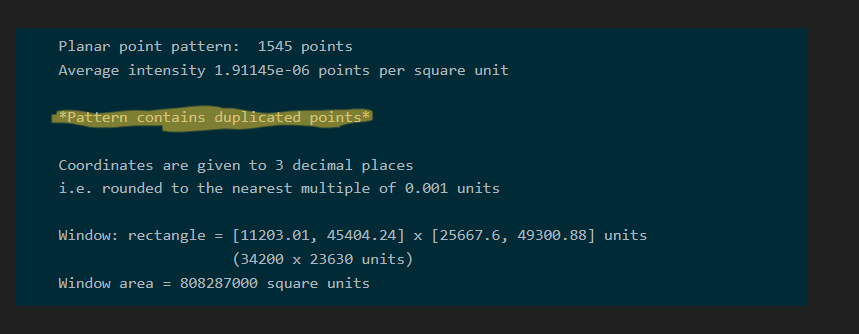 Planar point pattern:  1545 points
Average intensity 1.91145e-06 points per square unit
*Pattern contains duplicated points*
Coordinates are given to 3 decimal places
i.e. rounded to the nearest multiple of 0.001 units
Window: rectangle = [11203.01, 45404.24] x [25667.6, 49300.88] units
(34200 x 23630 units)
Window area = 808287000 square units